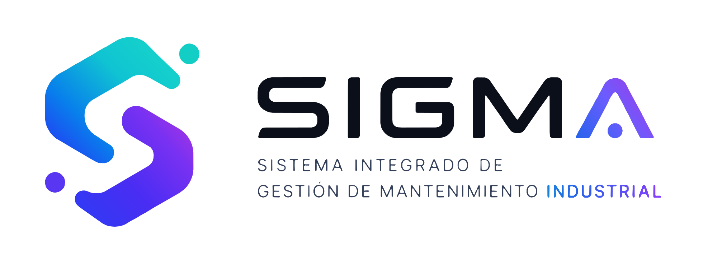 SIGMA
SISTEMA INTEGRADO DE
GESTIÓN DE MANTENIMIENTO INDUSTRIAL